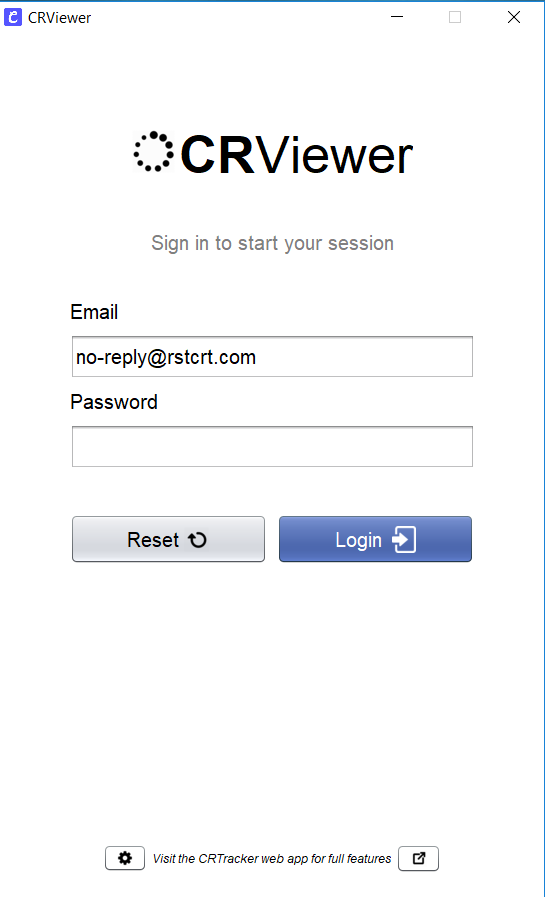 CRViewer
CRViewer
Sign in to start your session
Email
no-reply@rstcrt.com
Password
Reset Login
Visit the CRTracker web app for full features